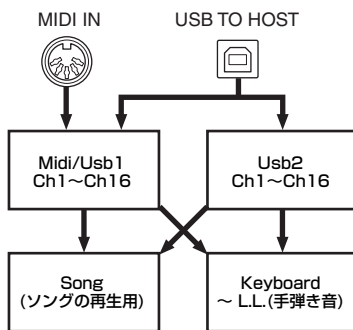 MIDI IN
USB TO HOST
Midi/Usb1
Ch1～Ch16
Usb2
Ch1～Ch16
Song
(ソングの再生用)
Keyboard
～ L.L.(手弾き音)